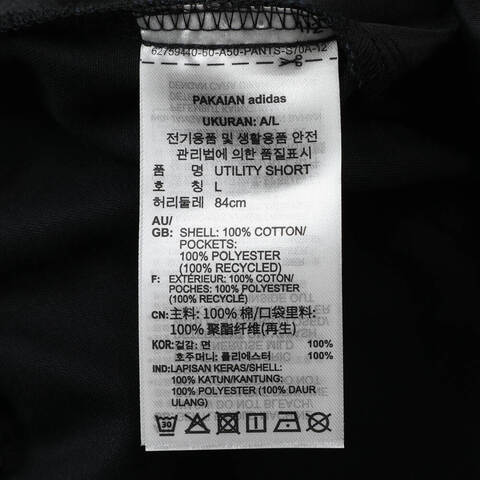 62759440-60-A50-PANTS-S70A-12
PAKAIAN adidas
UKURAN: A/L
전기용품 및 생활용품 안전
관리법에 의한 품질표시
품 명 UTILITY SHORT
호 칭 L
허리둘레 84cm
AU/
GB: SHELL: 100% COTTON/
POCKETS:
100% POLYESTER
(100% RECYCLED)
F: EXTÉRIEUR: 100% COTON/
POCHES: 100% POLYESTER
(100% RECYCLÉ)
CN: 主料: 100% 棉/口袋里料:
100% 聚酯纤维(再生)
KOR: 겉감: 면 100%
호주머니: 폴리에스터 100%
IND: LAPISAN KERAS/SHELL:
100% KATUN/KANTUNG:
100% POLYESTER (100% DAUR
ULANG)
30